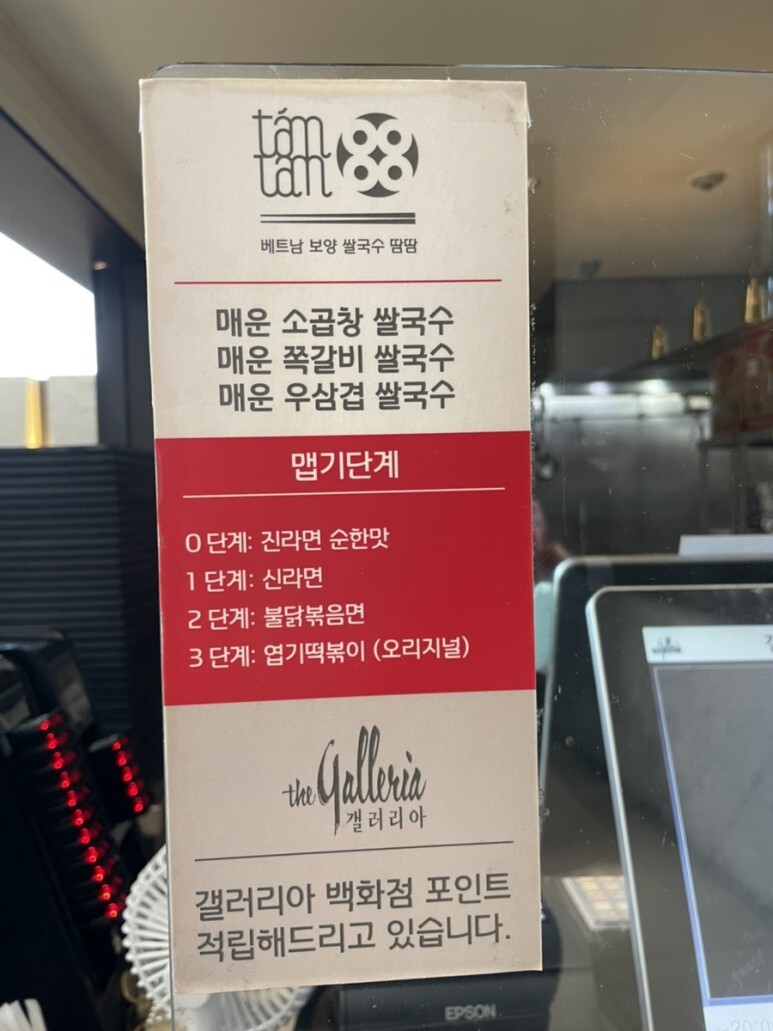 tám
tám
베트남 보양 쌀국수 땀땀
매운 소곱창 쌀국수
매운 쪽갈비 쌀국수
매운 우삼겹 쌀국수
맵기단계
0 단계: 진라면 순한맛
1 단계: 신라면
2 단계: 불닭볶음면
3 단계: 엽기떡볶이 (오리지널)
the Galleria
갤러리아
갤러리아 백화점 포인트
적립해드리고 있습니다.
EPSON